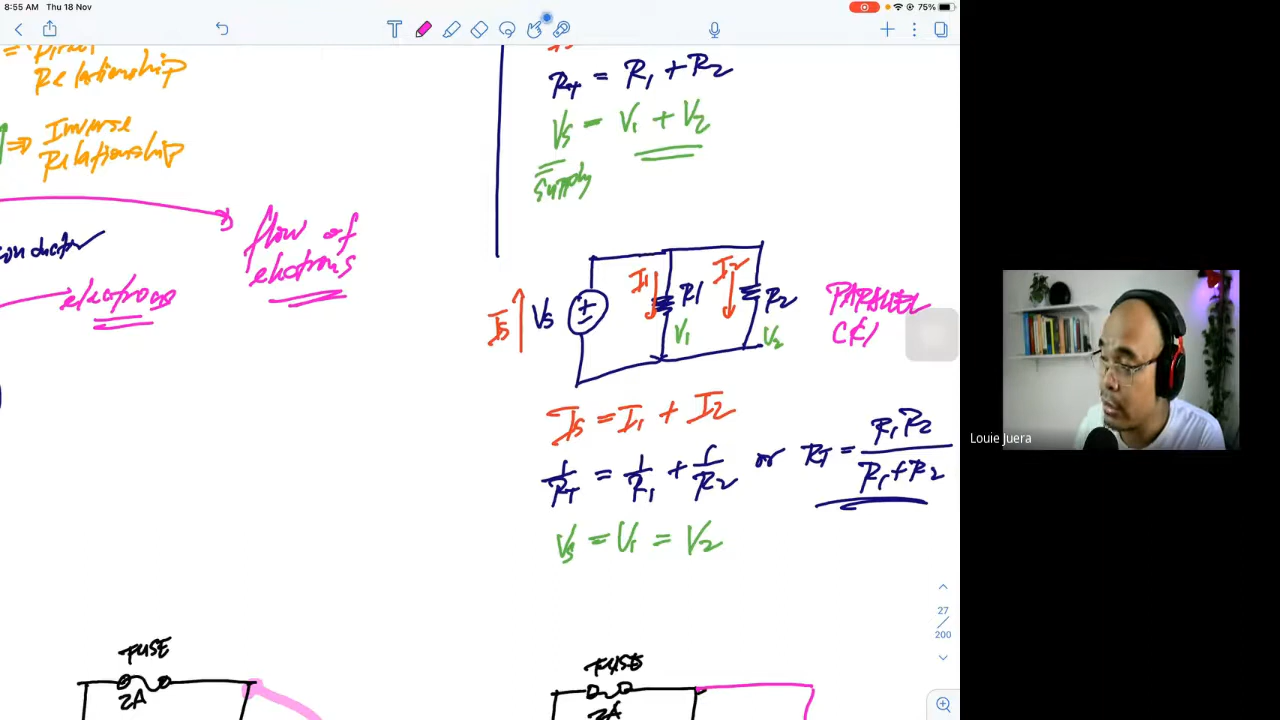 8:55 AM Thu 18 Nov
75%
Relationship
⇒ Inverse
Relationship
flow of
electrons
RT = R1 + R2
Vs = V1 + V2
supply
I1
I2
Is
Vs
R1
R2
V1
V2
PARALLEL
CKT
Is = I1 + I2
1/RT = 1/R1 + 1/R2 or RT = R1R2/R1+R2
Vs = V1 = V2
electrons
27
/
200
FUSE
2A
FUSE
2A
Louie Juera